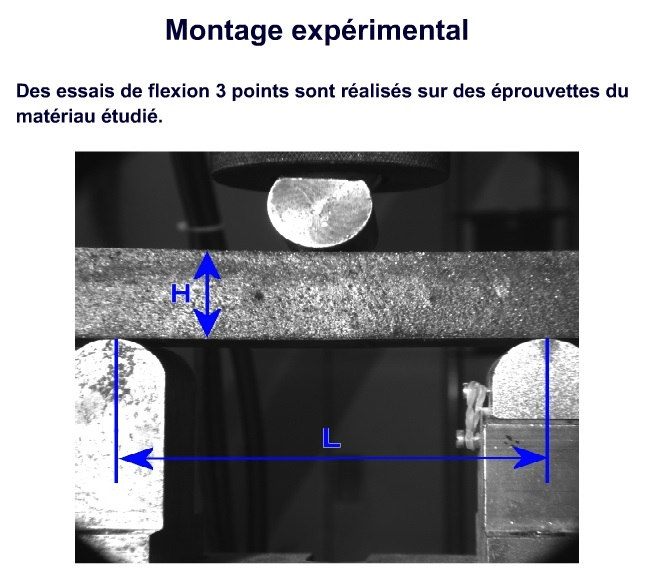 Montage expérimental
Des essais de flexion 3 points sont réalisés sur des éprouvettes du
matériau étudié.
H
L